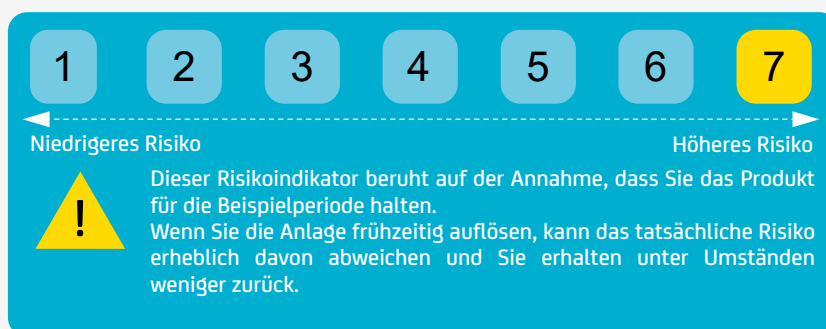 1 2 3 4 5 6 7
Niedrigeres Risiko Höheres Risiko
!
Dieser Risikoindikator beruht auf der Annahme, dass Sie das Produkt
für die Beispielperiode halten.
Wenn Sie die Anlage frühzeitig auflösen, kann das tatsächliche Risiko
erheblich davon abweichen und Sie erhalten unter Umständen
weniger zurück.